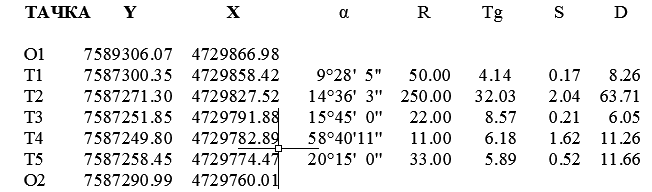 ТАЧКА Y X α R Tg S D
O1 7589306.07 4729866.98
T1 7587300.35 4729858.42 9°28' 5" 50.00 4.14 0.17 8.26
T2 7587271.30 4729827.52 14°36' 3" 250.00 32.03 2.04 63.71
T3 7587251.85 4729791.88 15°45' 0" 22.00 8.57 0.21 6.05
T4 7587249.80 4729782.89 58°40'11" 11.00 6.18 1.62 11.26
T5 7587258.45 4729774.47 20°15' 0" 33.00 5.89 0.52 11.66
O2 7587290.99 4729760.01